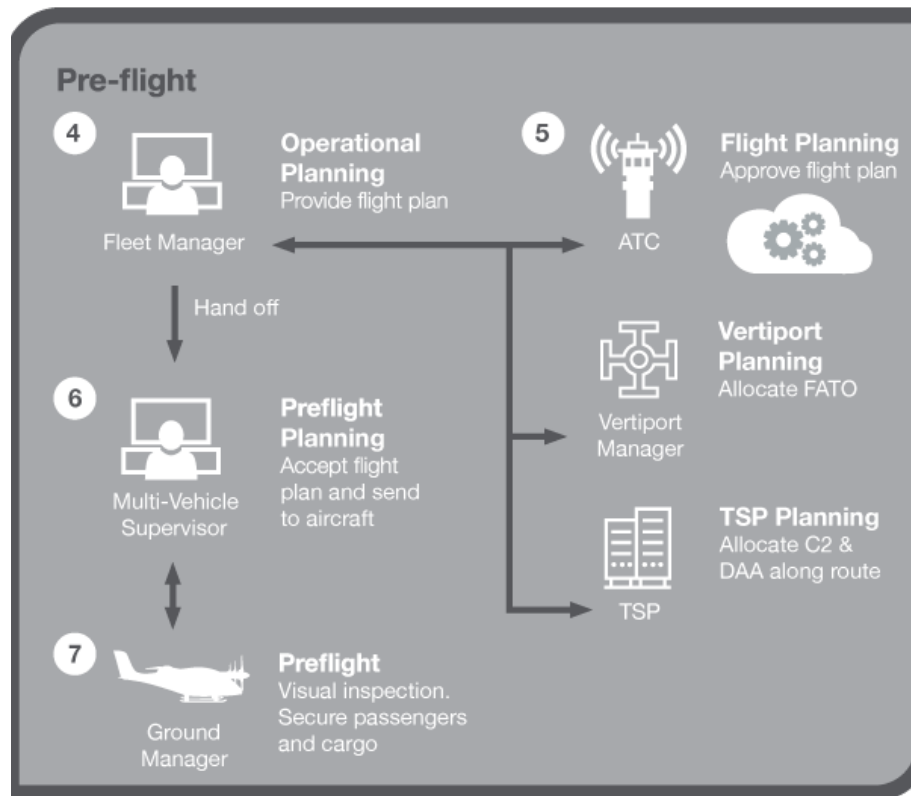 Pre-flight
4
Operational
Planning
Provide flight plan
Fleet Manager
5
Flight Planning
Approve flight plan
ATC
Hand off
Vertiport
Planning
Allocate FATO
Vertiport
Manager
6
Preflight
Planning
Accept flight
plan and send
to aircraft
Multi-Vehicle
Supervisor
TSP Planning
Allocate C2 &
DAA along route
TSP
7
Preflight
Visual inspection.
Secure passengers
and cargo
Ground
Manager